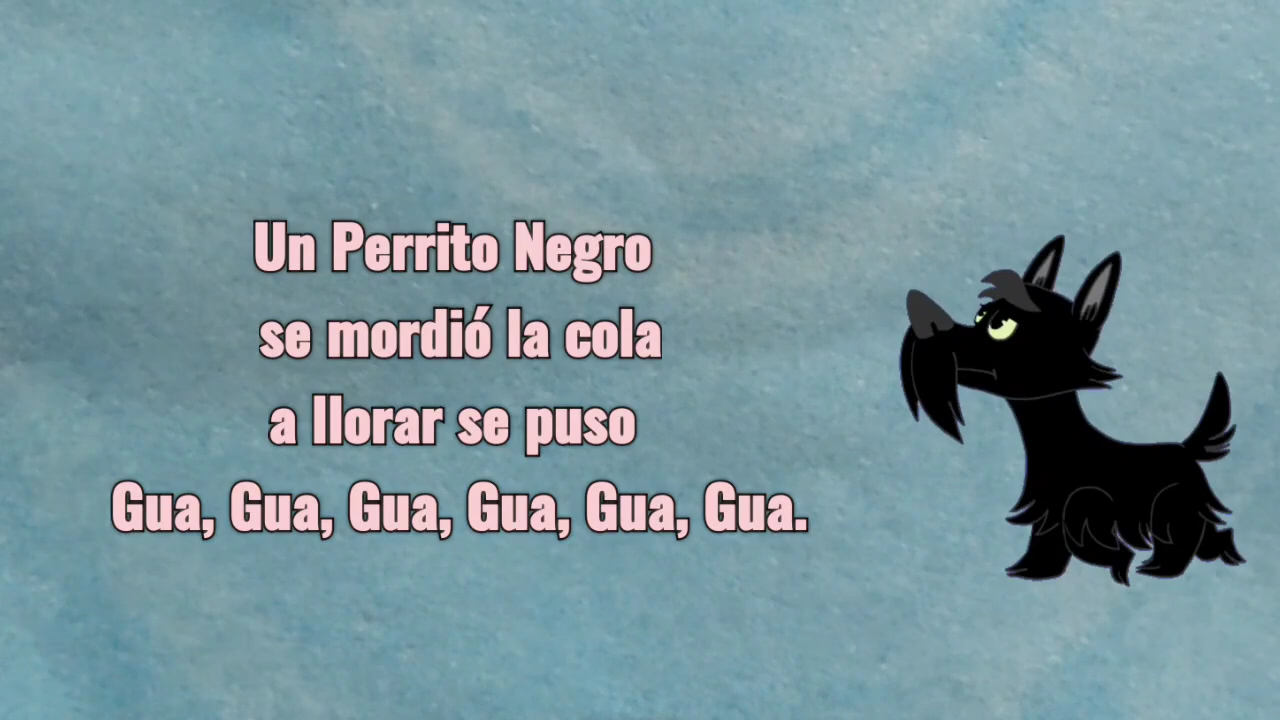 Un Perrito Negro
se mordió la cola
a llorar se puso
Gua, Gua, Gua, Gua, Gua, Gua.